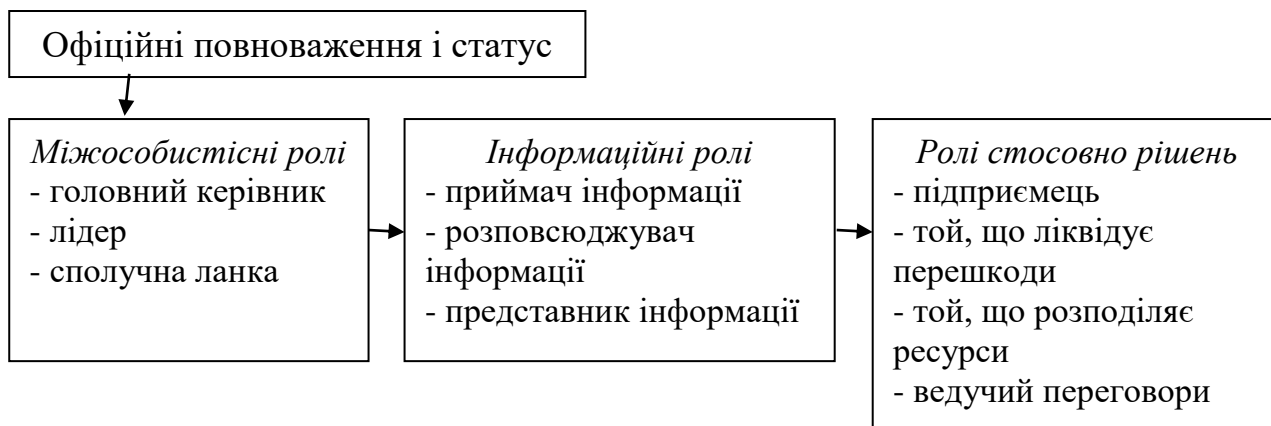 Офіційні повноваження і статус
Міжособистісні ролі
- головний керівник
- лідер
- сполучна ланка
Інформаційні ролі
- приймач інформації
- розповсюджувач
інформації
- представник інформації
Ролі стосовно рішень
- підприємець
- той, що ліквідує
перешкоди
- той, що розподіляє
ресурси
- ведучий переговори